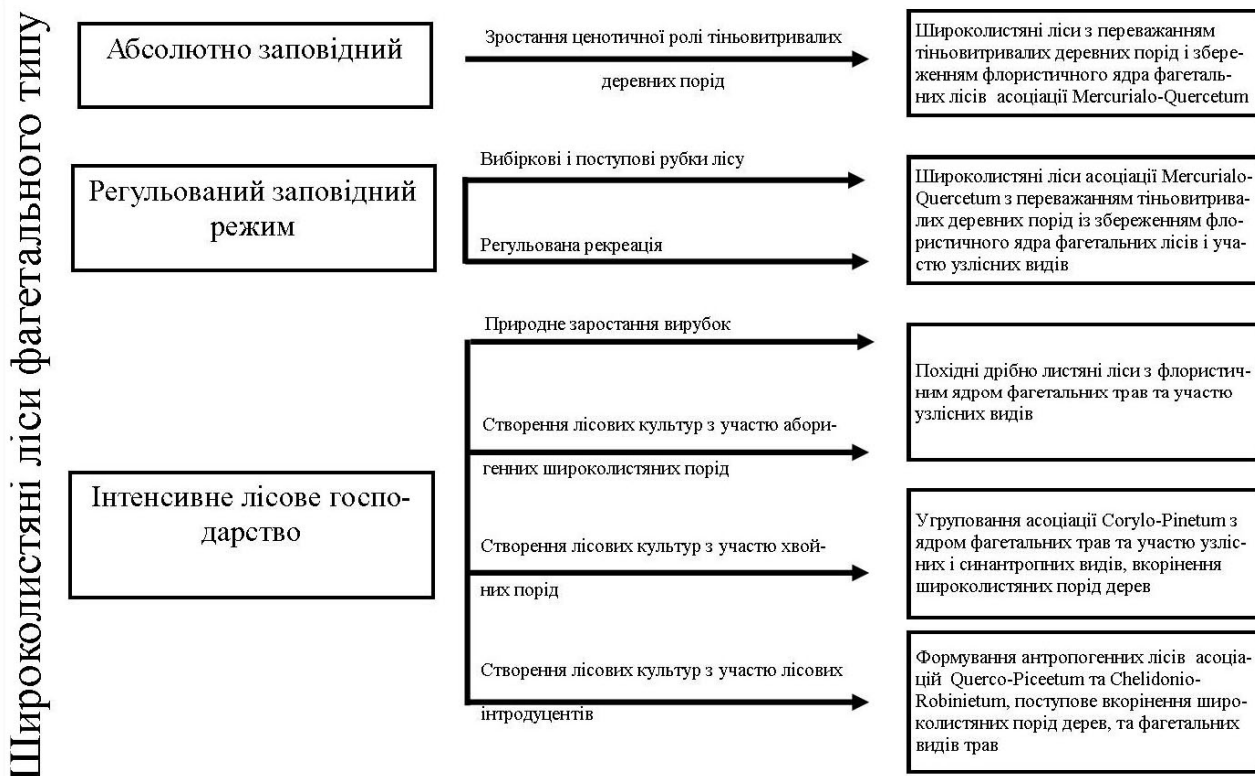 Широколистяні ліси фагетального типу
Абсолютно заповідний
Зростання ценотичної ролі тіньовитривалих
деревних порід
Широколистяні ліси з переважанням
тіньовитривалих деревних порід і збере-
женням флористичного ядра фагеталь-
них лісів асоціації Mercurialo-Quercetum
Регульований заповідний
режим
Вибіркові і поступові рубки лісу
Регульована рекреація
Широколистяні ліси асоціації Mercurialo-
Quercetum з переважанням тіньовитрива-
лих деревних порід із збереженням фло-
ристичного ядра фагетальних лісів і уча-
стю узлісних видів
Інтенсивне лісове госпо-
дарство
Природне заростання вирубок
Створення лісових культур з участю абори-
генних широколистяних порід
Створення лісових культур з участю хвой-
них порід
Створення лісових культур з участю лісових
інтродуцентів
Похідні дрібно листяні ліси з флористич-
ним ядром фагетальних трав та участю
узлісних видів
Угруповання асоціації Corylo-Pinetum з
ядром фагетальних трав та участю узліс-
них і синантропних видів, вкорінення
широколистяних порід дерев
Формування антропогенних лісів асоціа-
цій Querco-Piceetum та Chelidonio-
Robinietum, поступове вкорінення широ-
колистяних порід дерев, та фагетальних
видів трав